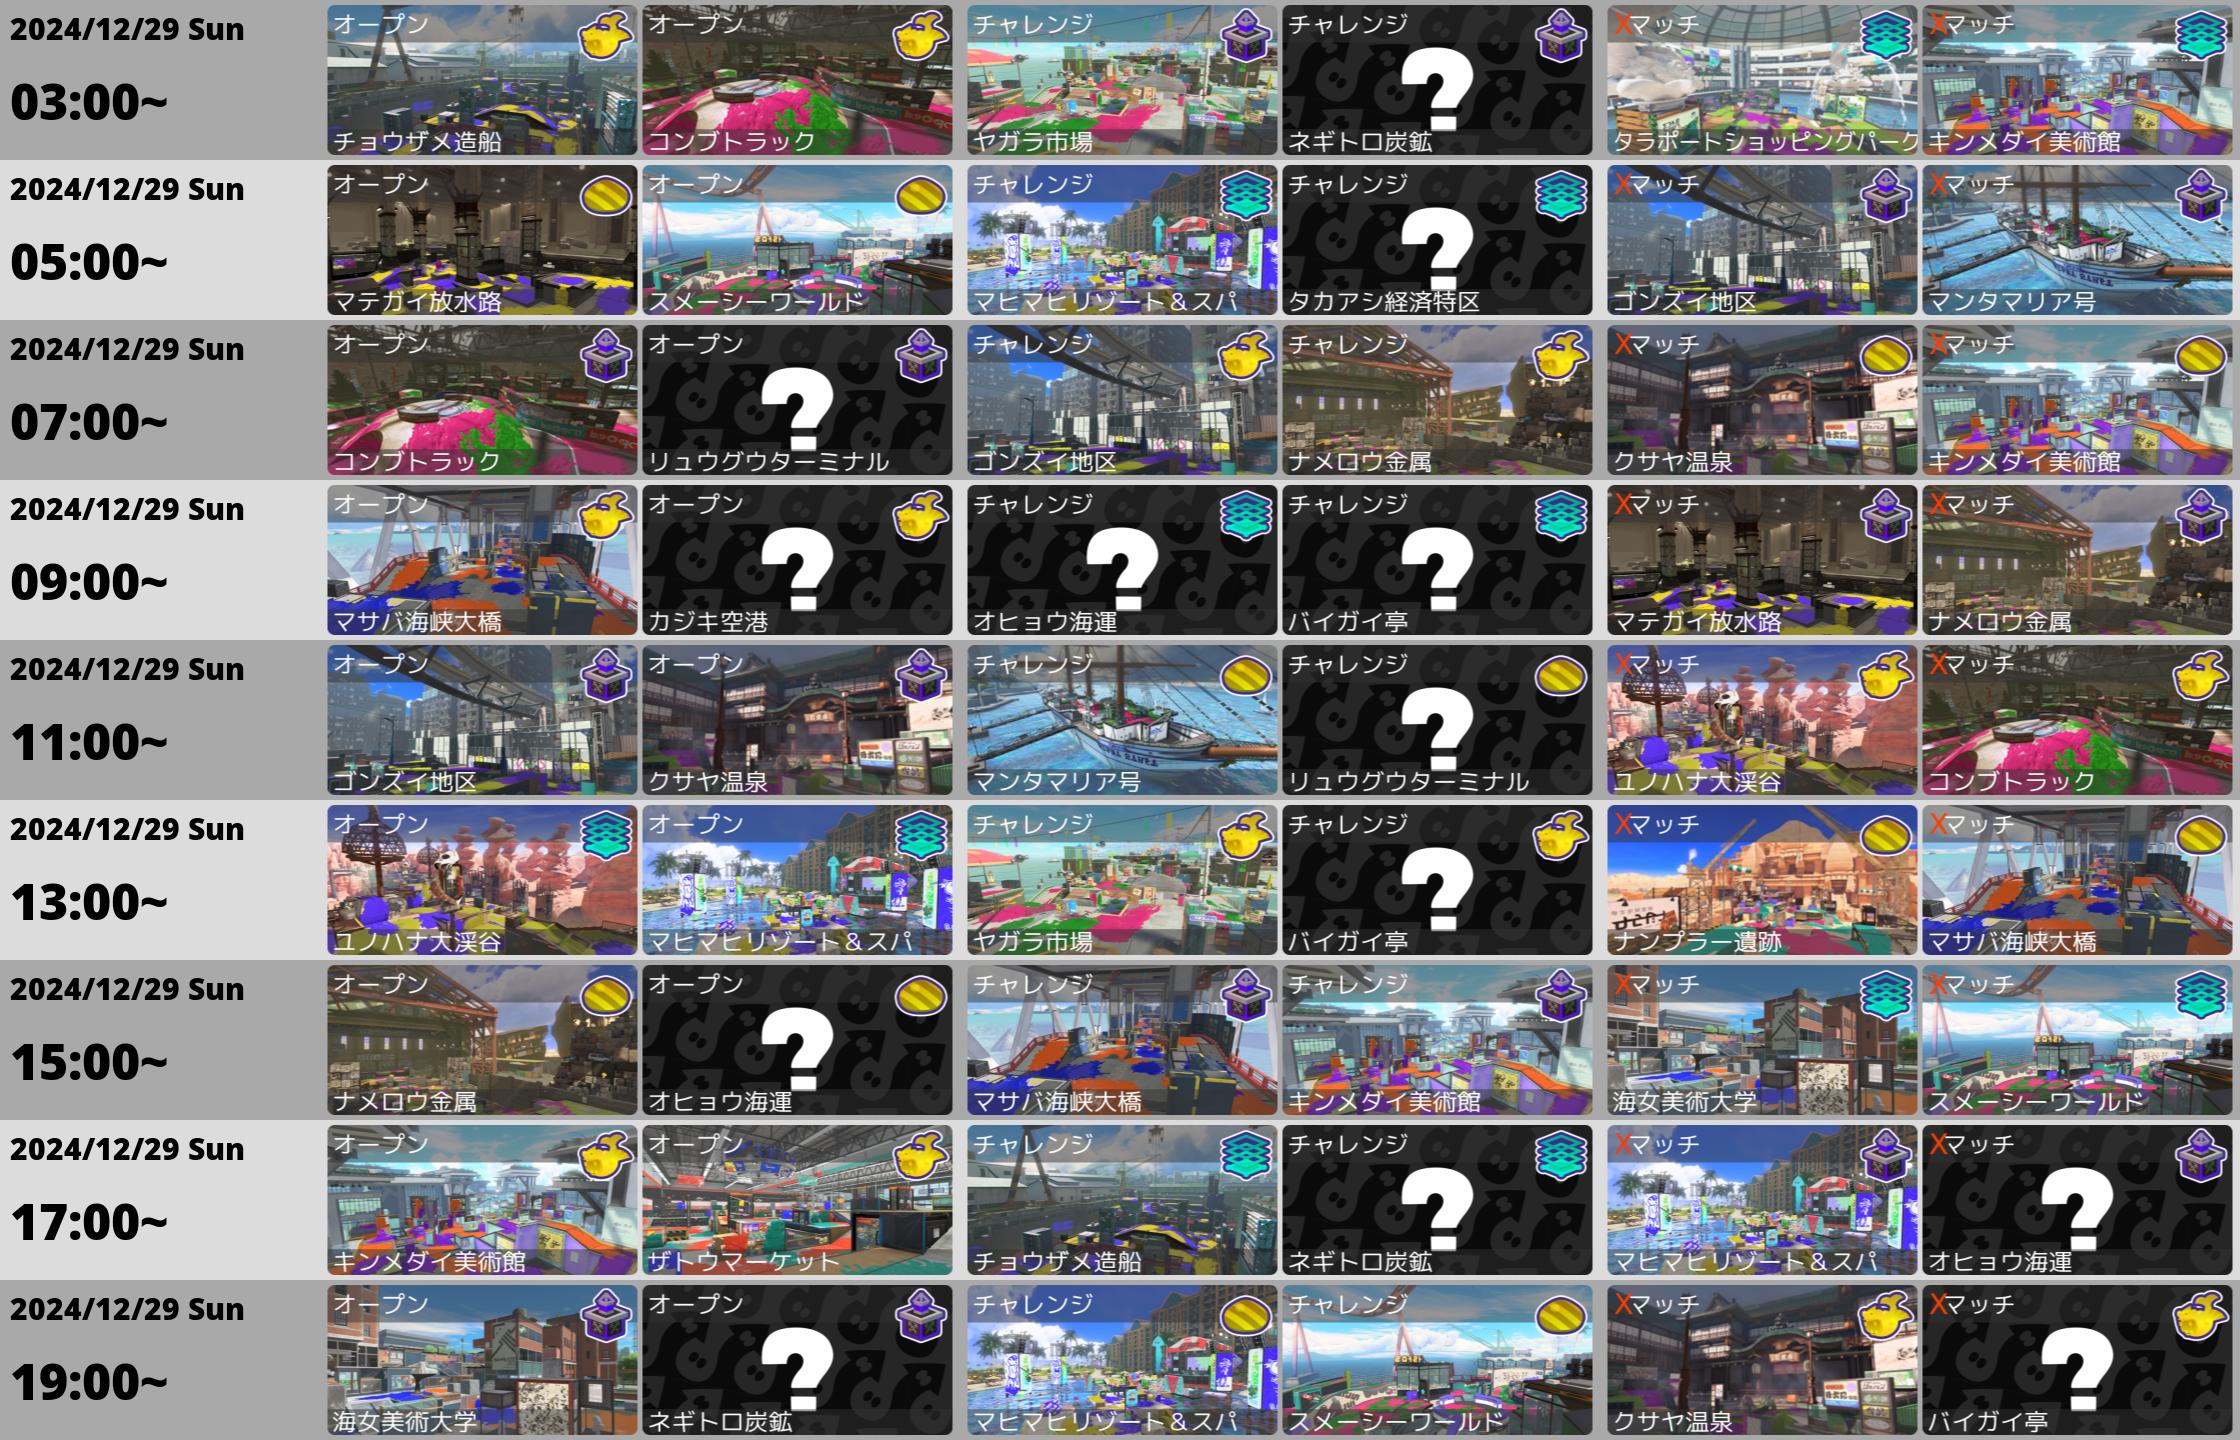 2024/12/29 Sun
03:00~
オープン
チョウザメ造船
オープン
コンブトラック
チャレンジ
ヤガラ市場
チャレンジ
ネギトロ炭鉱
Xマッチ
タラポートショッピングパーク
Xマッチ
キンメダイ美術館
2024/12/29 Sun
05:00~
オープン
マテガイ放水路
オープン
スメーシーワールド
チャレンジ
マヒマヒリゾート&スパ
チャレンジ
タカアシ経済特区
Xマッチ
ゴンズイ地区
Xマッチ
マンタマリア号
2024/12/29 Sun
07:00~
オープン
コンブトラック
オープン
リュウグウターミナル
チャレンジ
ゴンズイ地区
チャレンジ
ナメロウ金属
Xマッチ
クサヤ温泉
Xマッチ
キンメダイ美術館
2024/12/29 Sun
09:00~
オープン
マサバ海峡大橋
オープン
カジキ空港
チャレンジ
オヒョウ海運
チャレンジ
バイガイ亭
Xマッチ
マテガイ放水路
Xマッチ
ナメロウ金属
2024/12/29 Sun
11:00~
オープン
ゴンズイ地区
オープン
クサヤ温泉
チャレンジ
マンタマリア号
チャレンジ
リュウグウターミナル
Xマッチ
ユノハナ大渓谷
Xマッチ
コンブトラック
2024/12/29 Sun
13:00~
オープン
ユノハナ大渓谷
オープン
マヒマヒリゾート&スパ
チャレンジ
ヤガラ市場
チャレンジ
バイガイ亭
Xマッチ
ナンプラー遺跡
Xマッチ
マサバ海峡大橋
2024/12/29 Sun
15:00~
オープン
ナメロウ金属
オープン
オヒョウ海運
チャレンジ
マサバ海峡大橋
チャレンジ
キンメダイ美術館
Xマッチ
海女美術大学
Xマッチ
スメーシーワールド
2024/12/29 Sun
17:00~
オープン
キンメダイ美術館
オープン
ザトウマーケット
チャレンジ
チョウザメ造船
チャレンジ
ネギトロ炭鉱
Xマッチ
マヒマヒリゾート&スパ
Xマッチ
オヒョウ海運
2024/12/29 Sun
19:00~
オープン
海女美術大学
オープン
ネギトロ炭鉱
チャレンジ
マヒマヒリゾート&スパ
チャレンジ
スメーシーワールド
Xマッチ
クサヤ温泉
Xマッチ
バイガイ亭